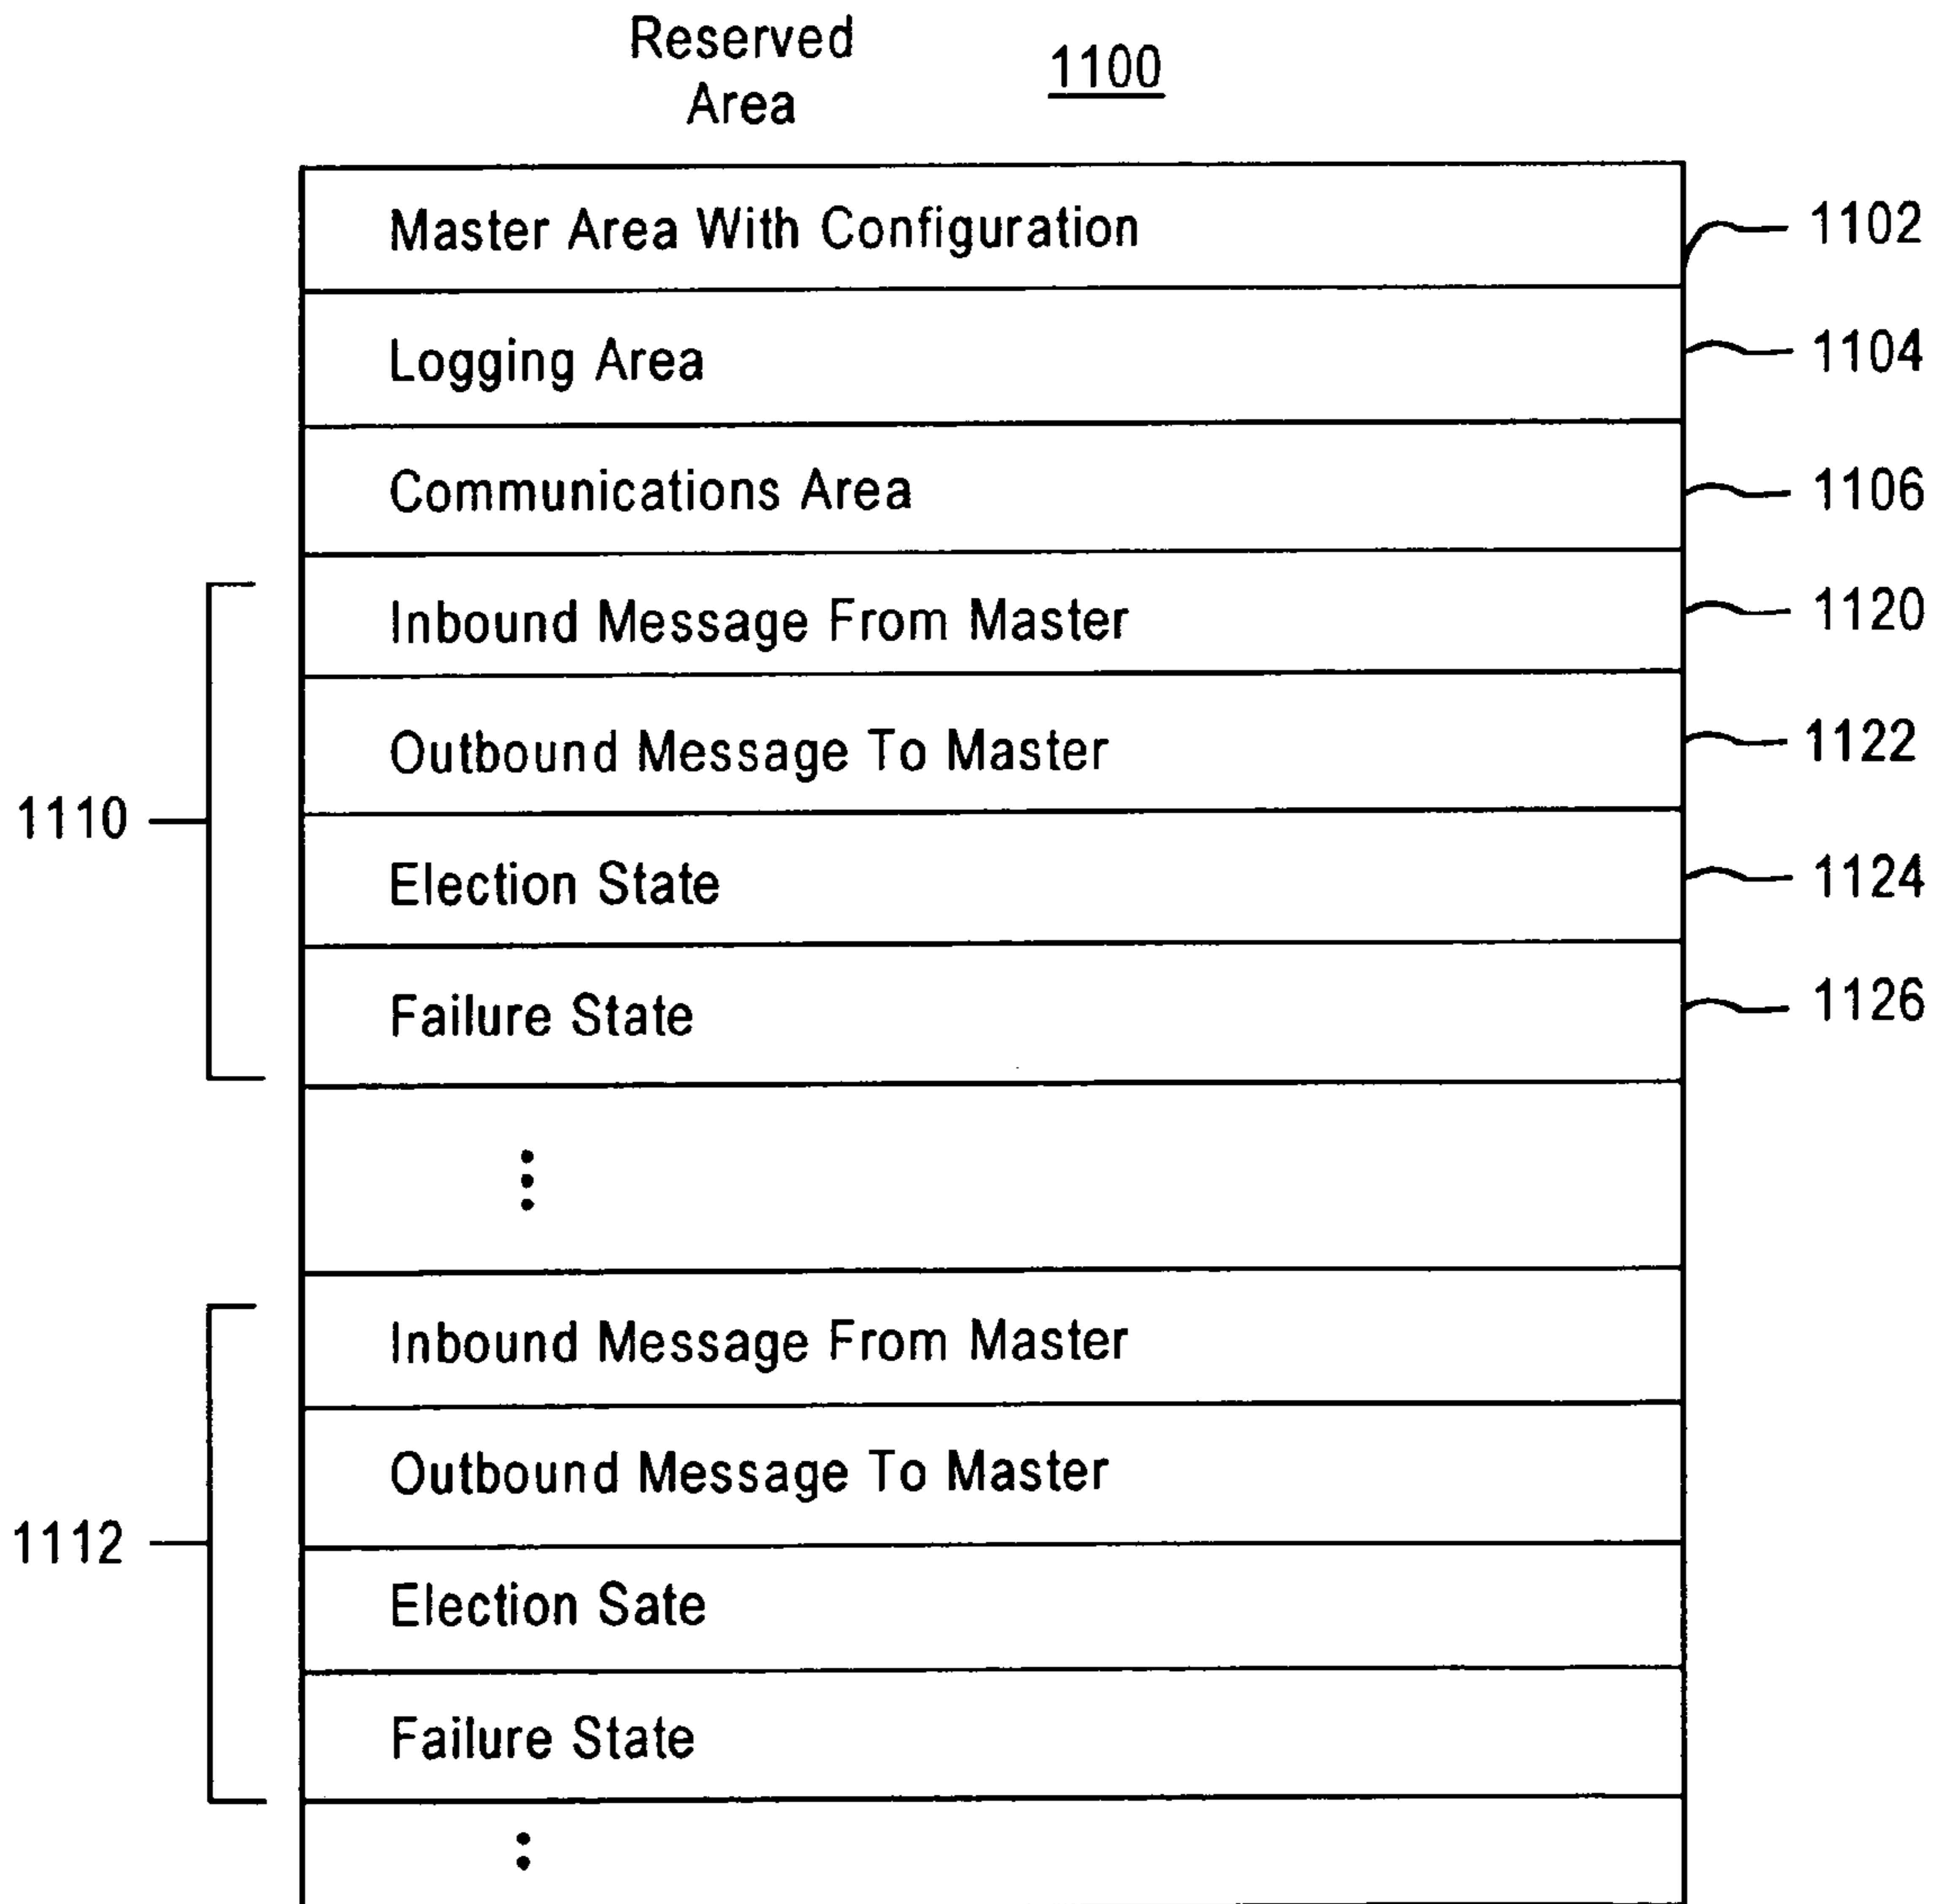 Reserved
Area
1100
Master Area With Configuration
1102
Logging Area
1104
Communications Area
1106
Inbound Message From Master
1120
Outbound Message To Master
1122
1110
Election State
1124
Failure State
1126
Inbound Message From Master
Outbound Message To Master
1112
Election Sate
Failure State